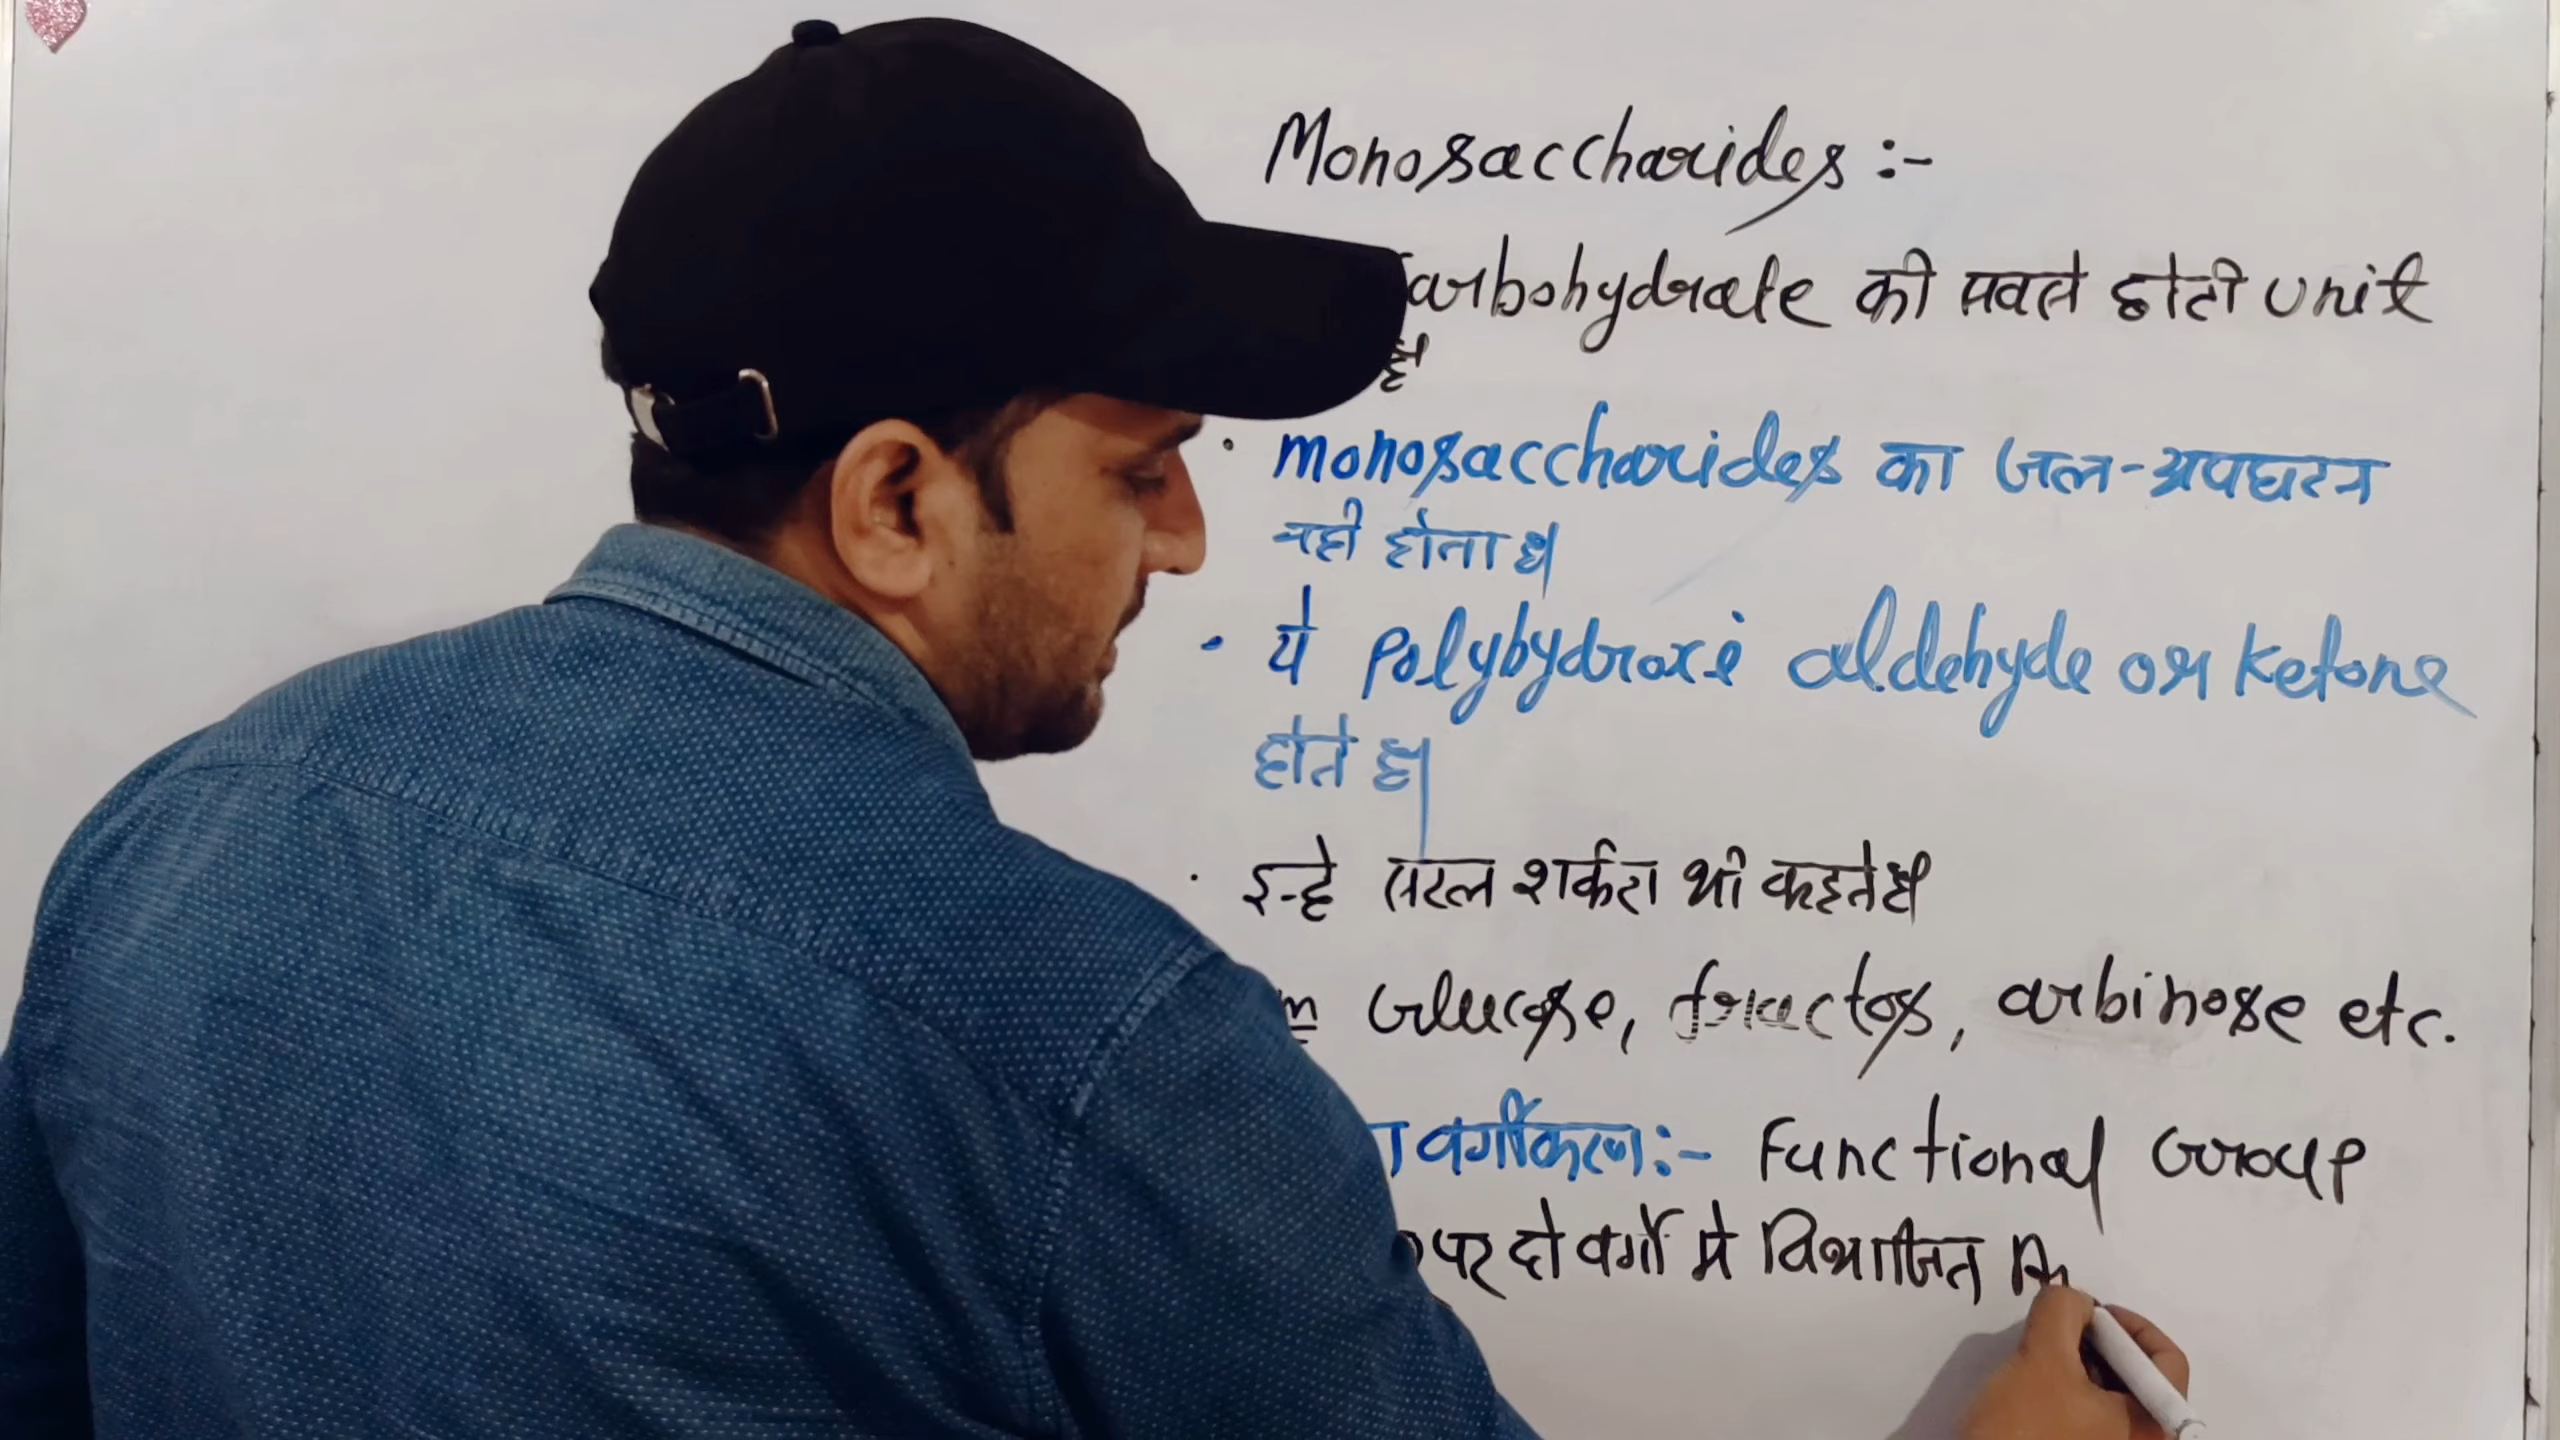 Monosaccharides :-
arbohydrate की सबसे छोटी unit
है
• monosaccharides का जल-अपघटन
नही होता है।
• ये Polyhydroxi aldehyde or Ketone
होते है।
• इन्हे सरल शर्करा भी कहते है।
Glucose, fructos, arbinose etc.
वर्गीकरण:- Functional Group
पर दो वर्गों मे विभाजित